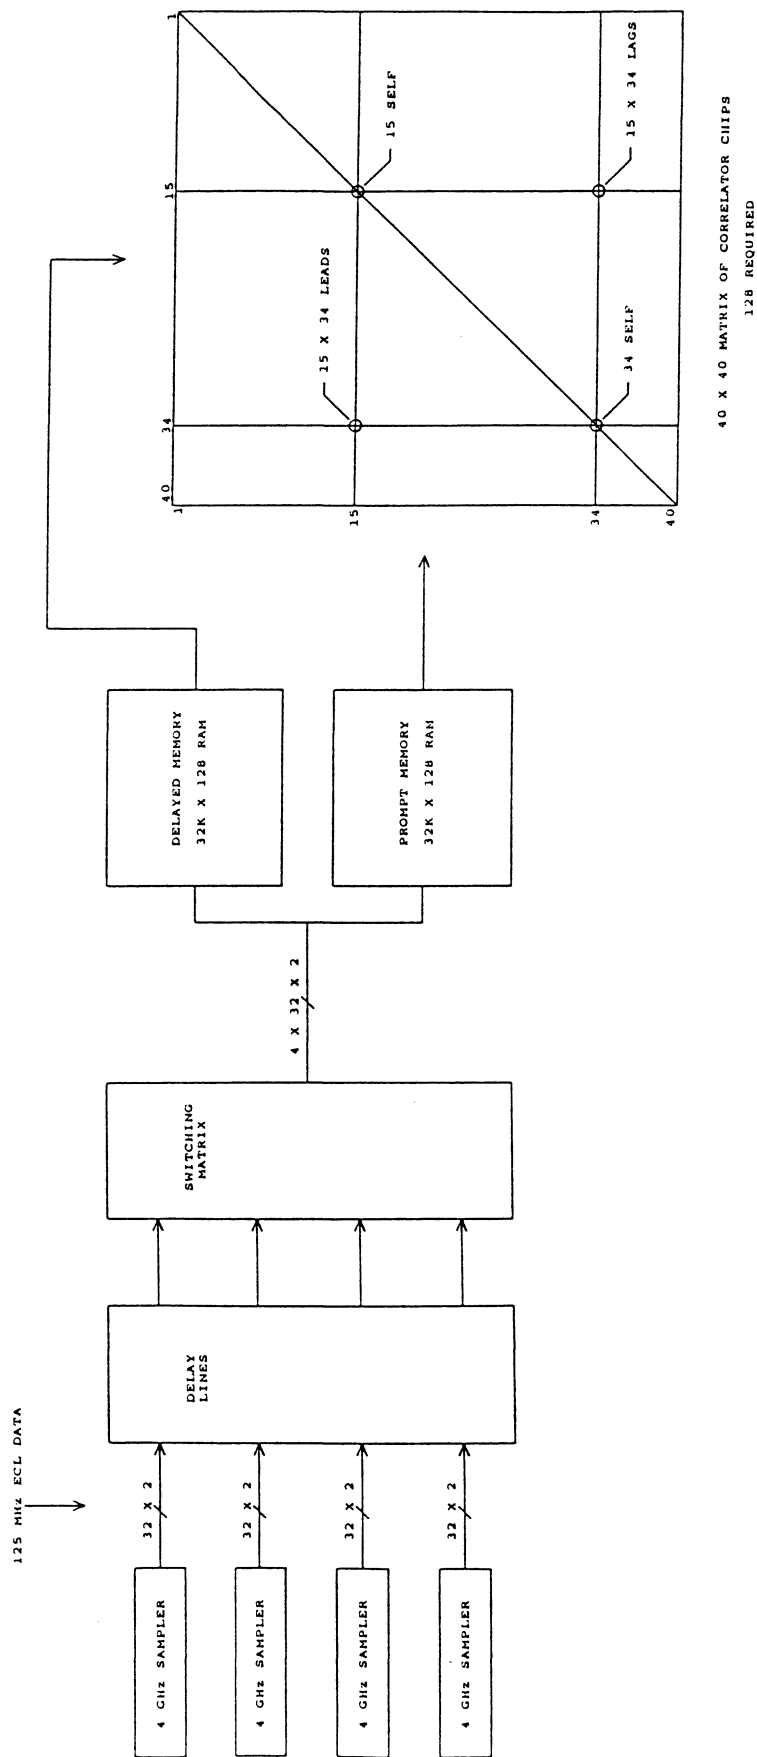 125 MHz ECL DATA
4 GHz SAMPLER
4 GHz SAMPLER
4 GHz SAMPLER
4 GHz SAMPLER
32 X 2
32 X 2
32 X 2
32 X 2
DELAY
LINES
SWITCHING
MATRIX
4 X 32 X 2
DELAYED MEMORY
32K X 128 RAM
PROMPT MEMORY
32K X 128 RAM
40
34
15
1
1
15
34
40
15 X 34 LEADS
15 SELF
34 SELF
15 X 34 LAGS
40 X 40 MATRIX OF CORRELATOR CHIPS
128 REQUIRED